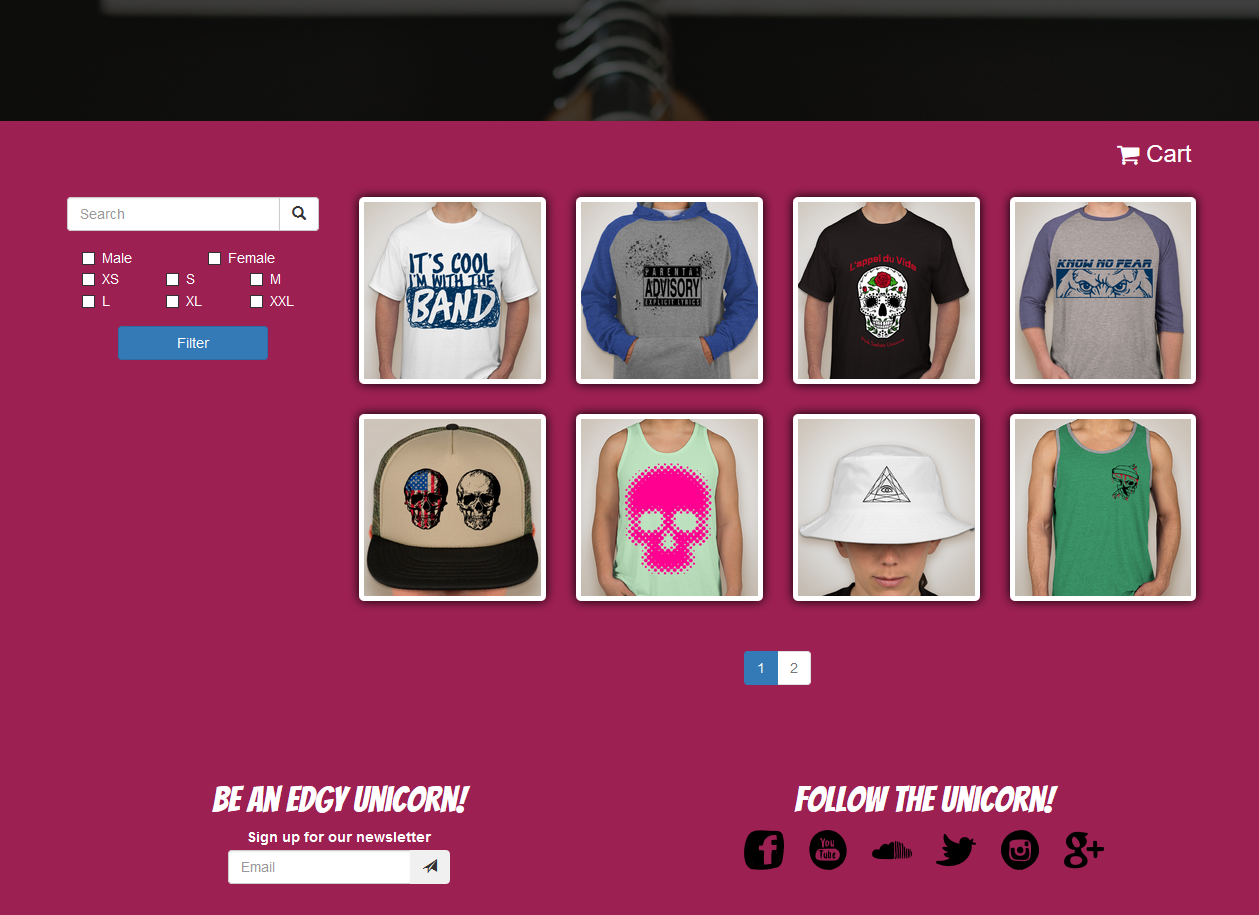 Cart
Search
Male
Female
XS
S
M
L
XL
XXL
Filter
IT'S COOL
I'M WITH THE
BAND
PARENTAL
ADVISORY
EXPLICIT LYRICS
L'appel du Vide
KNOW NO FEAR
1
2
BE AN EDGY UNICORN!
FOLLOW THE UNICORN!
Sign up for our newsletter
Email
You
Tube